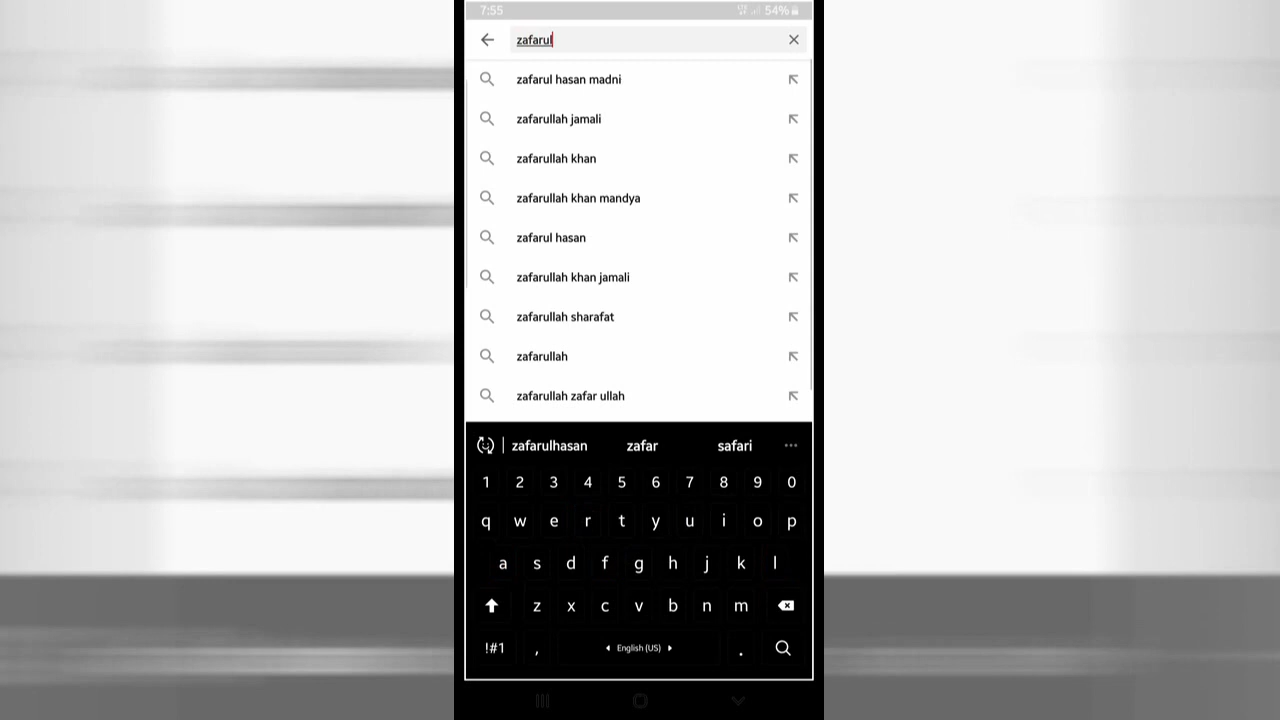 7:55 54%
zafarul
zafarul hasan madni
zafarullah jamali
zafarullah khan
zafarullah khan mandya
zafarul hasan
zafarullah khan jamali
zafarullah sharafat
zafarullah
zafarullah zafar ullah
zafarulhasan zafar safari
1 2 3 4 5 6 7 8 9 0
q w e r t y u i o p
a s d f g h j k l
z x c v b n m
!#1 , English (US) .